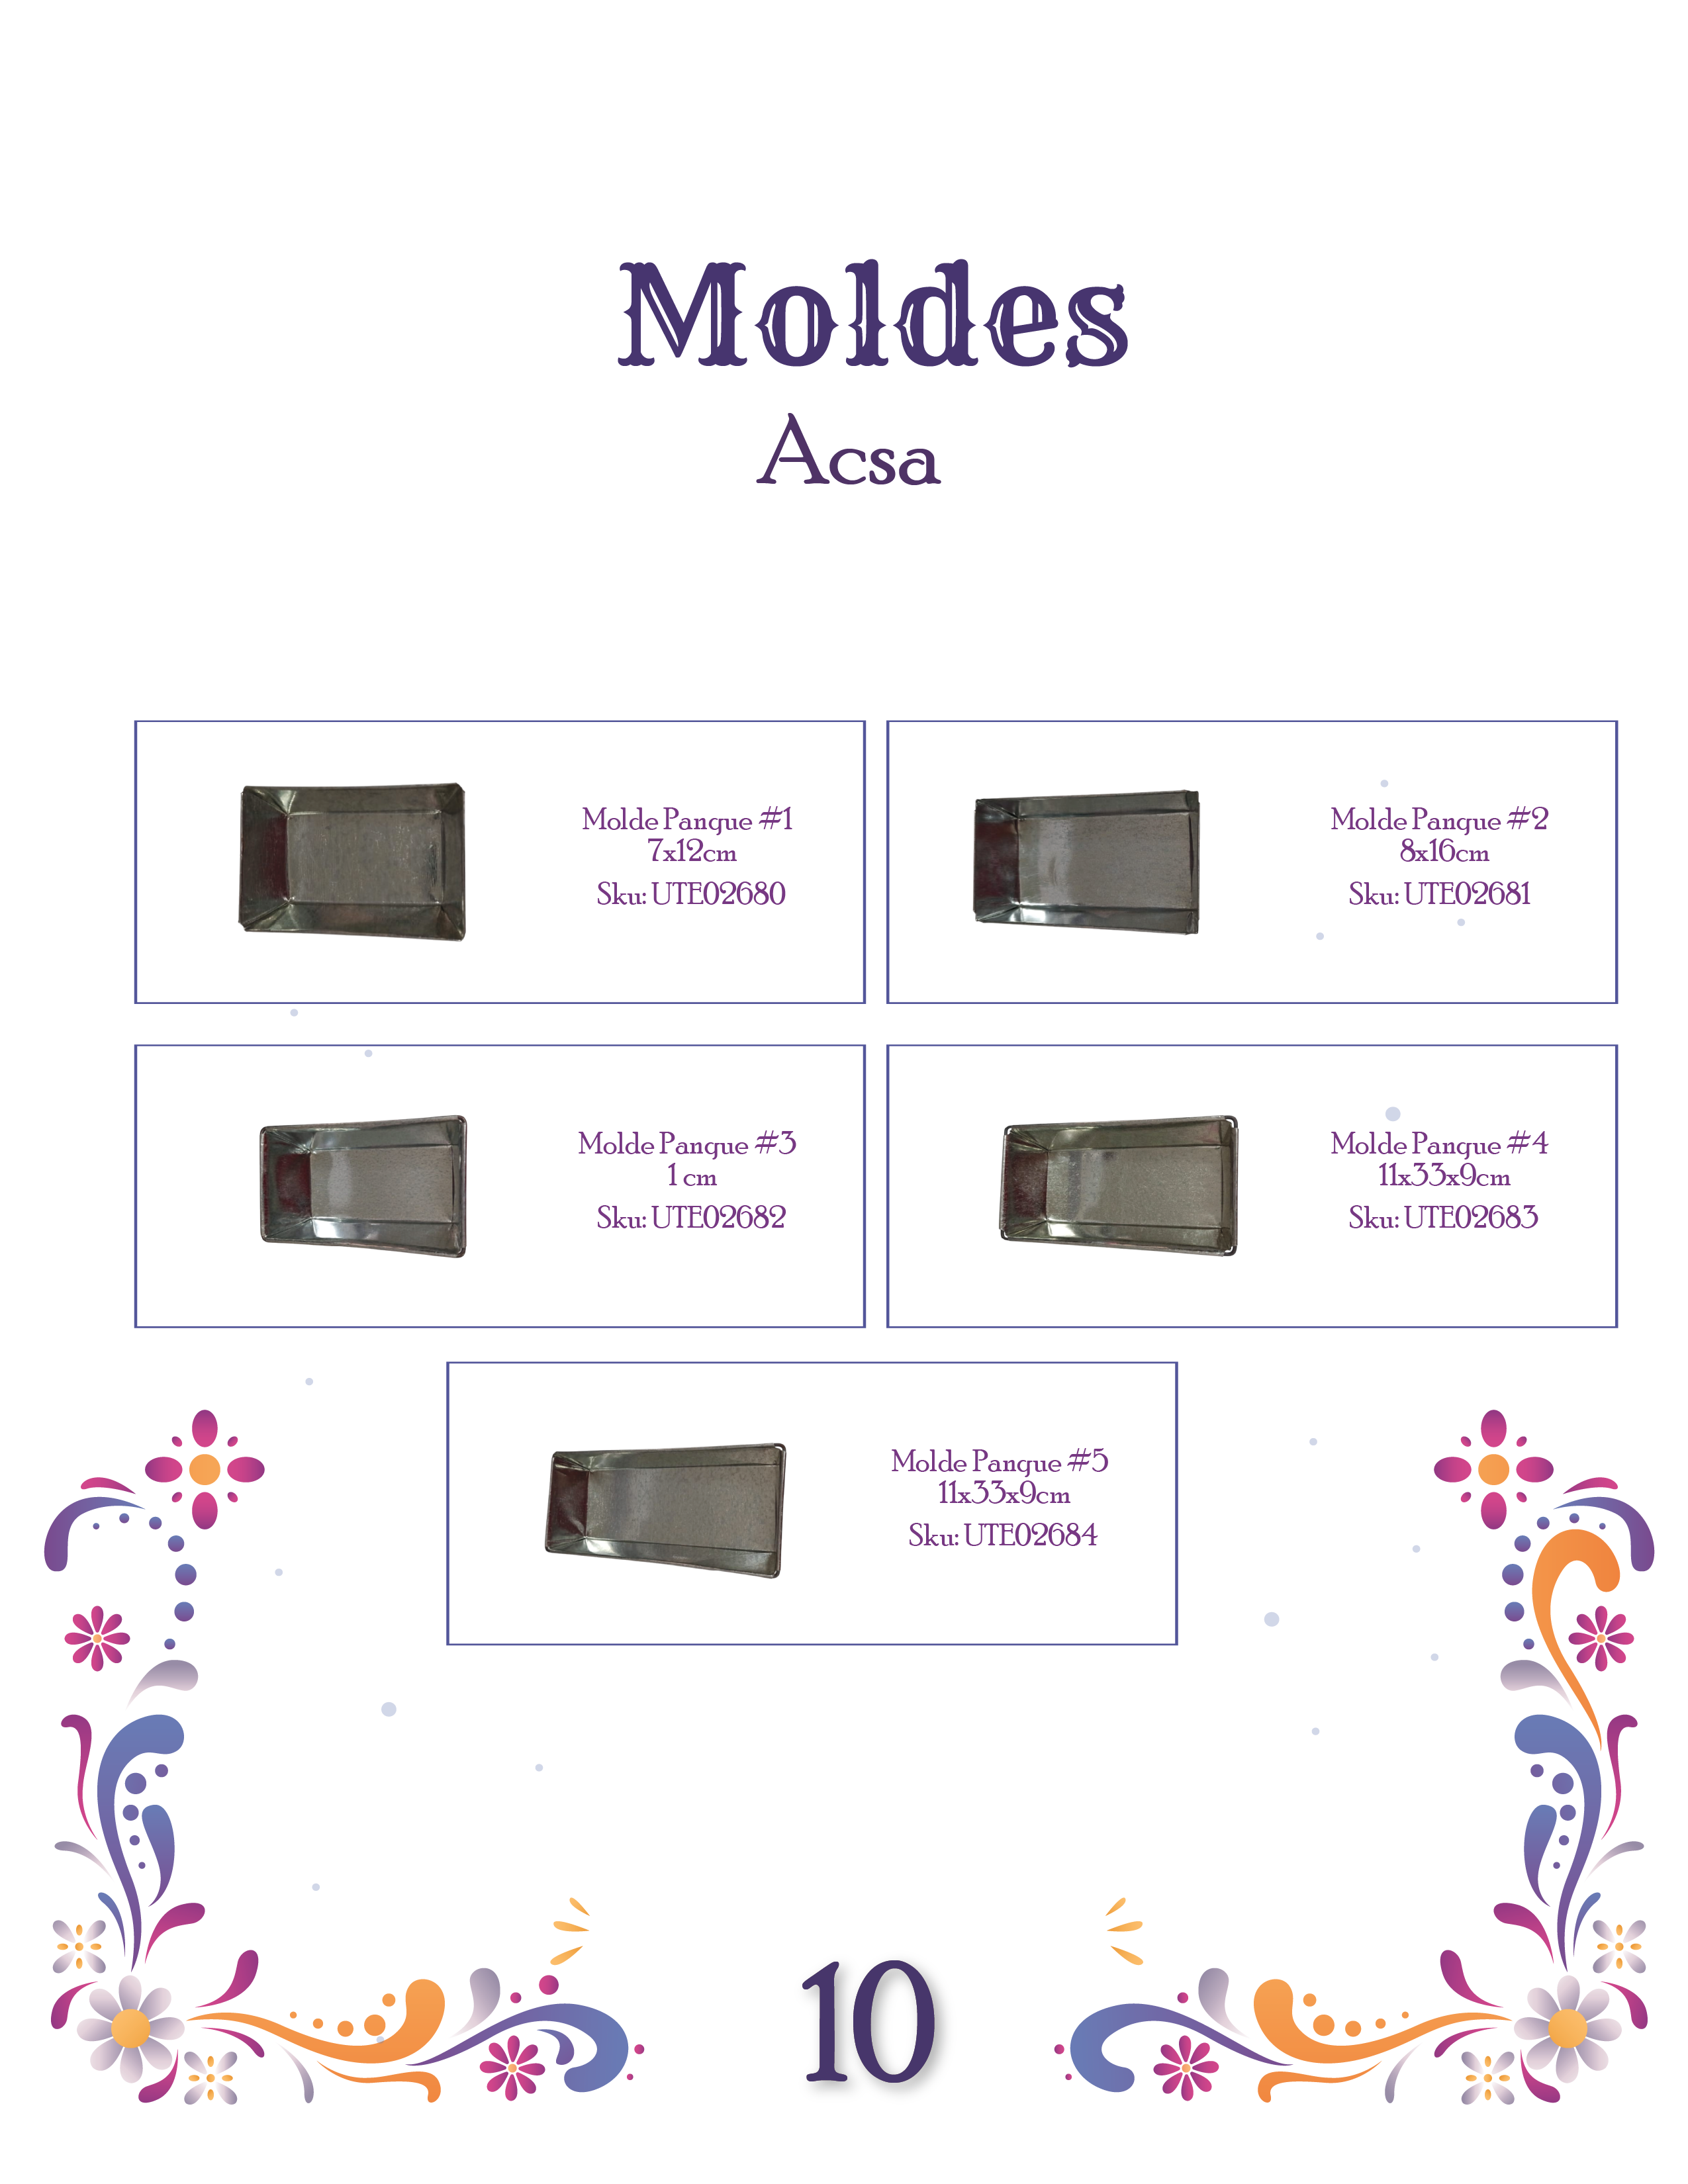 Moldes
Acsa
Molde Panque #1
7x12cm
Sku: UTE02680
Molde Panque #2
8x16cm
Sku: UTE02681
Molde Panque #3
1 cm
Sku: UTE02682
Molde Panque #4
11x33x9cm
Sku: UTE02683
Molde Panque #5
11x33x9cm
Sku: UTE02684
10